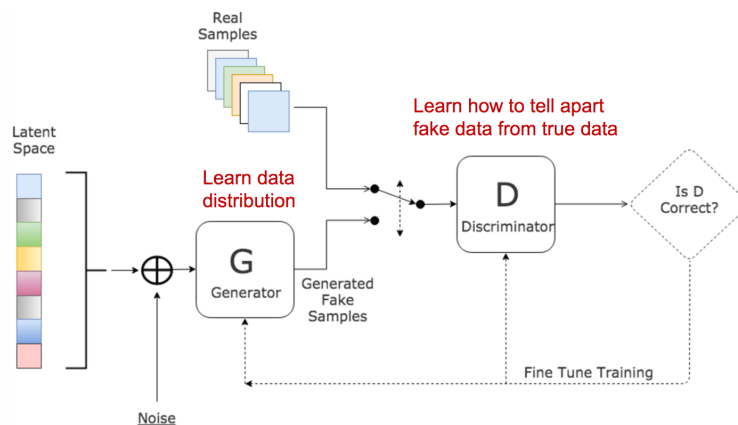 Real
Samples
Learn how to tell apart
fake data from true data
Latent
Space
Learn data
distribution
Is D
Correct?
D
Discriminator
G
Generator
Generated
Fake
Samples
Fine Tune Training
Noise